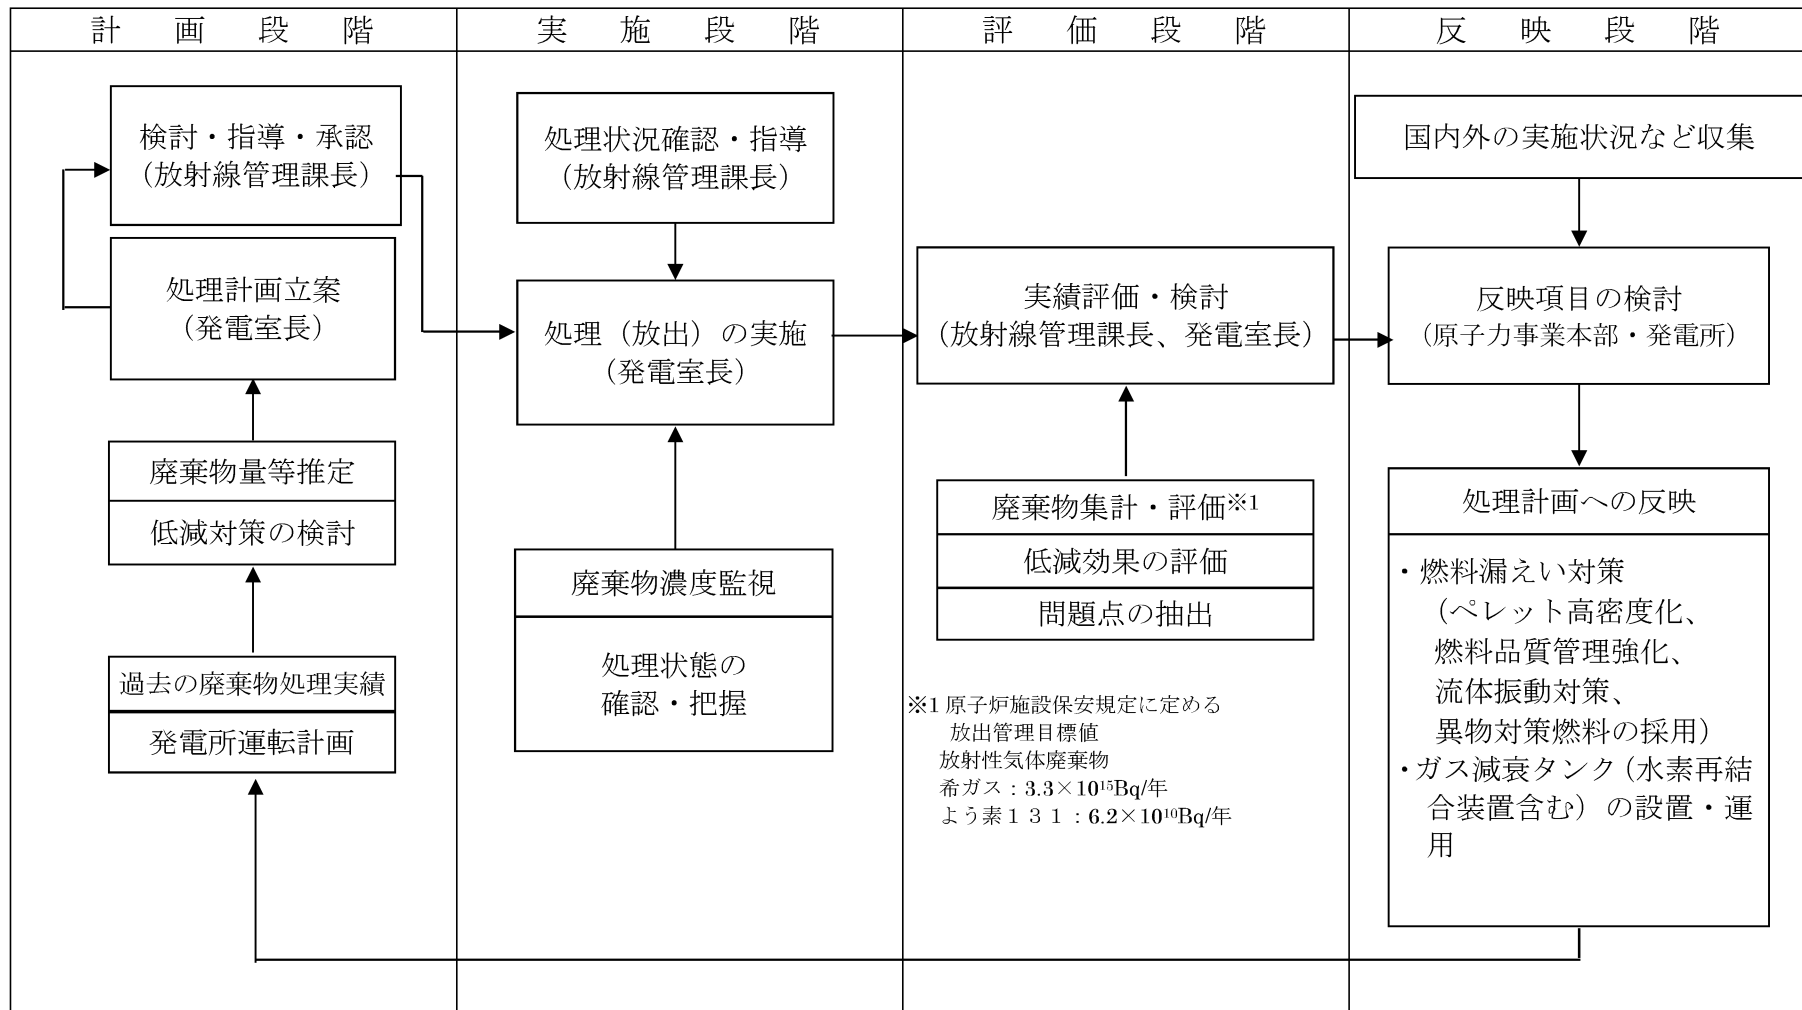 計画段階
検討・指導・承認
（放射線管理課長）
処理計画立案
（発電室長）
廃棄物量等推定
低減対策の検討
過去の廃棄物処理実績
発電所運転計画
実施段階
処理状況確認・指導
（放射線管理課長）
処理（放出）の実施
（発電室長）
廃棄物濃度監視
処理状態の
確認・把握
評価段階
実績評価・検討
（放射線管理課長、発電室長）
廃棄物集計・評価※1
低減効果の評価
問題点の抽出
※1 原子炉施設保安規定に定める
放出管理目標値
放射性気体廃棄物
希ガス：3.3×10¹⁵Bq/年
よう素１３１：6.2×10¹⁰Bq/年
反映段階
国内外の実施状況など収集
反映項目の検討
（原子力事業本部・発電所）
処理計画への反映
・燃料漏えい対策
（ペレット高密度化、
燃料品質管理強化、
流体振動対策、
異物対策燃料の採用）
・ガス減衰タンク（水素再結
合装置含む）の設置・運
用